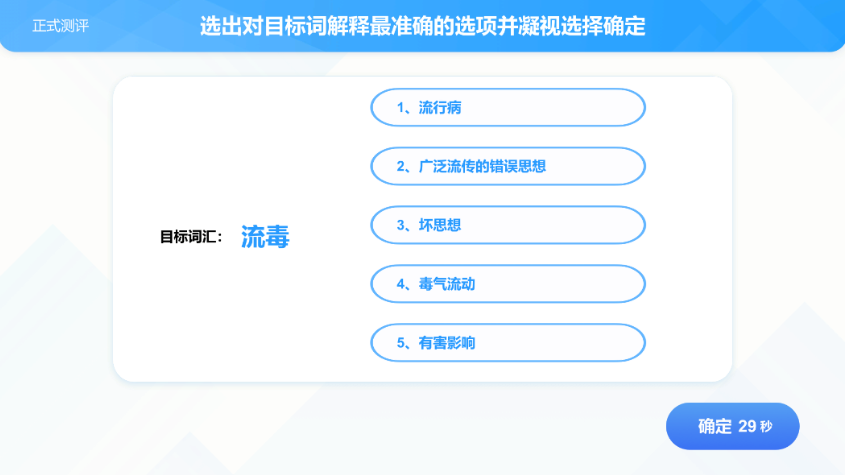 正式测评
选出对目标词解释最准确的选项并凝视选择确定
1、流行病
2、广泛流传的错误思想
3、坏思想
目标词汇： 流毒
4、毒气流动
5、有害影响
确定 29 秒